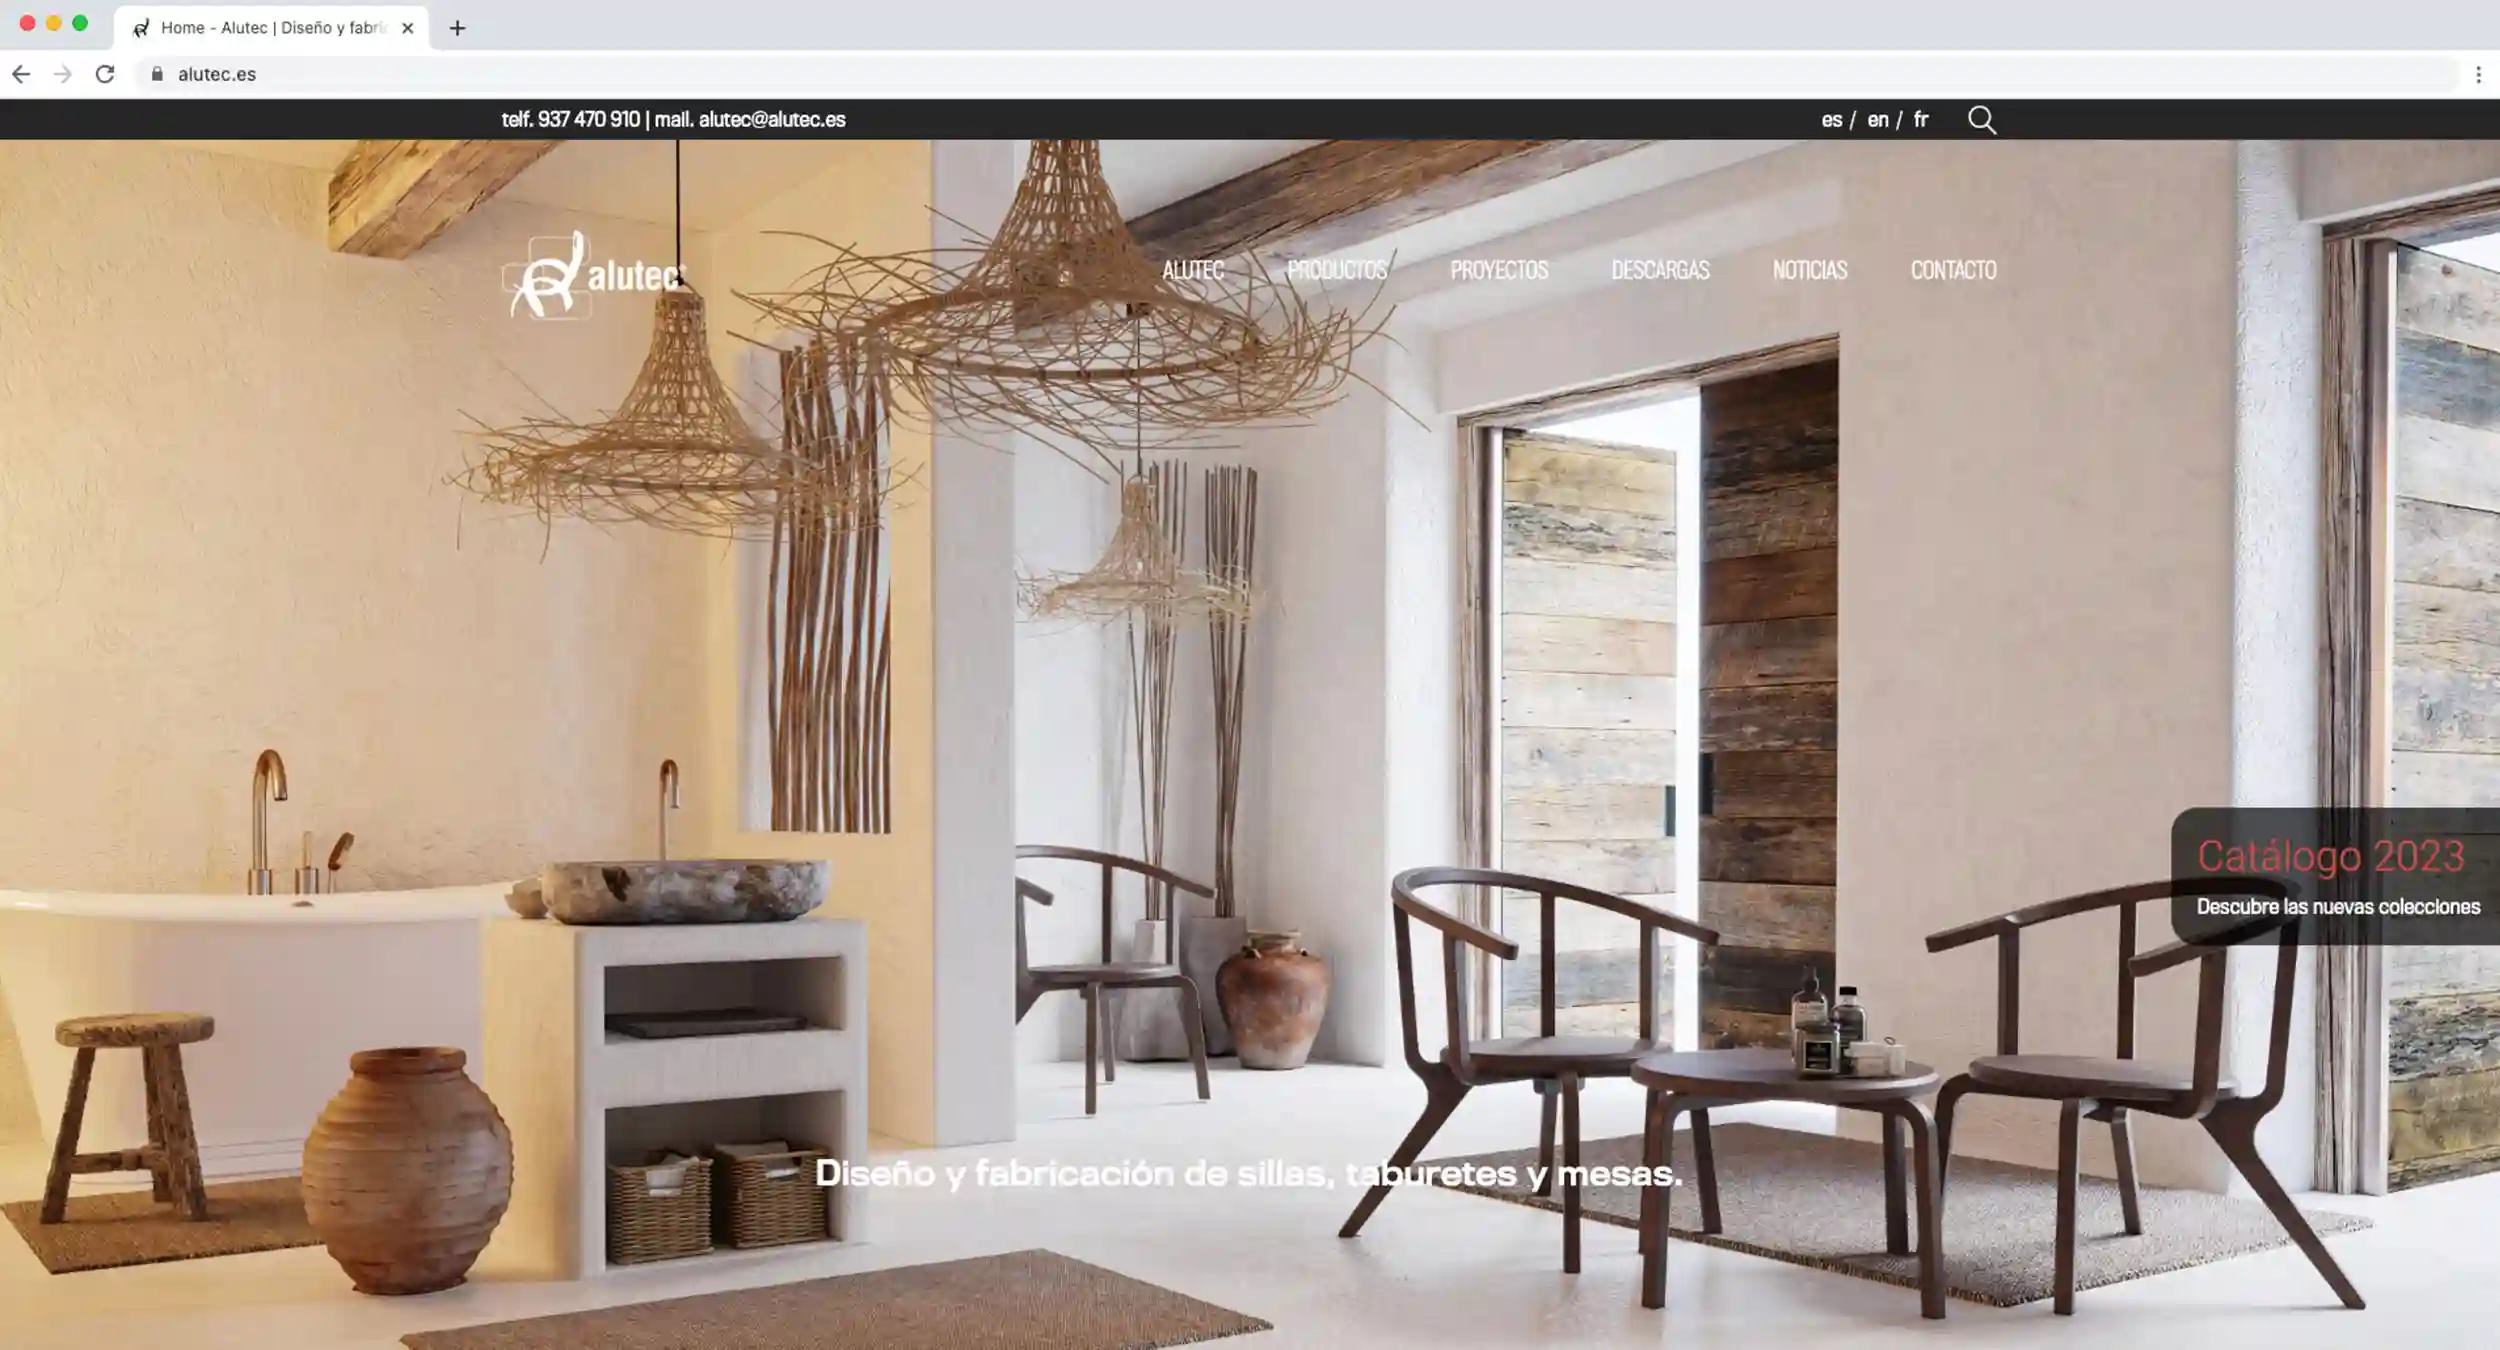 Home - Alutec | Diseño y fabri
alutec.es
telf. 937 470 910 | mail. alutec@alutec.es
es / en / fr
alutec
ALUTEC PRODUCTOS PROYECTOS DESCARGAS NOTICIAS CONTACTO
Catálogo 2023
Descubre las nuevas colecciones
Diseño y fabricación de sillas, taburetes y mesas.